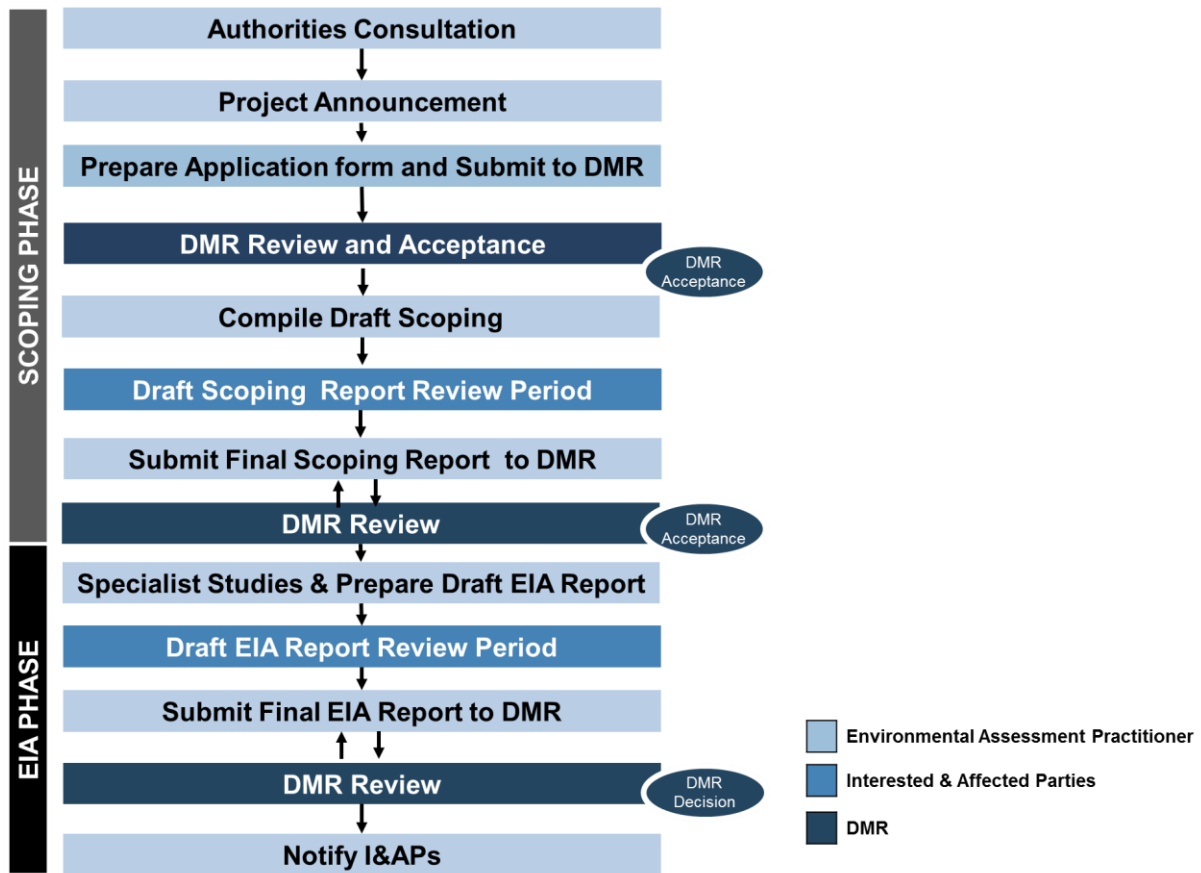 SCOPING PHASE
Authorities Consultation
Project Announcement
Prepare Application form and Submit to DMR
DMR Review and Acceptance
DMR
Acceptance
Compile Draft Scoping
Draft Scoping Report Review Period
Submit Final Scoping Report to DMR
DMR Review
DMR
Acceptance
EIA PHASE
Specialist Studies & Prepare Draft EIA Report
Draft EIA Report Review Period
Submit Final EIA Report to DMR
DMR Review
DMR
Decision
Notify I&APs
Environmental Assessment Practitioner
Interested & Affected Parties
DMR